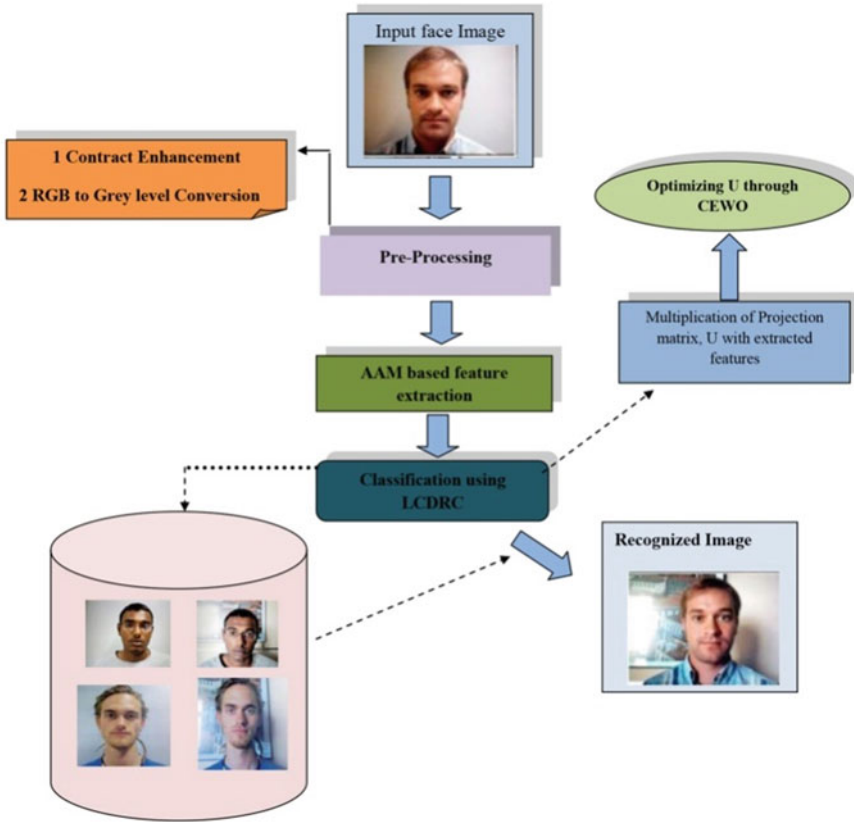 Input face Image
1 Contract Enhancement
2 RGB to Grey level Conversion
Optimizing U through
CEWO
Pre-Processing
Multiplication of Projection
matrix, U with extracted
features
AAM based feature
extraction
Classification using
LCDRC
Recognized Image